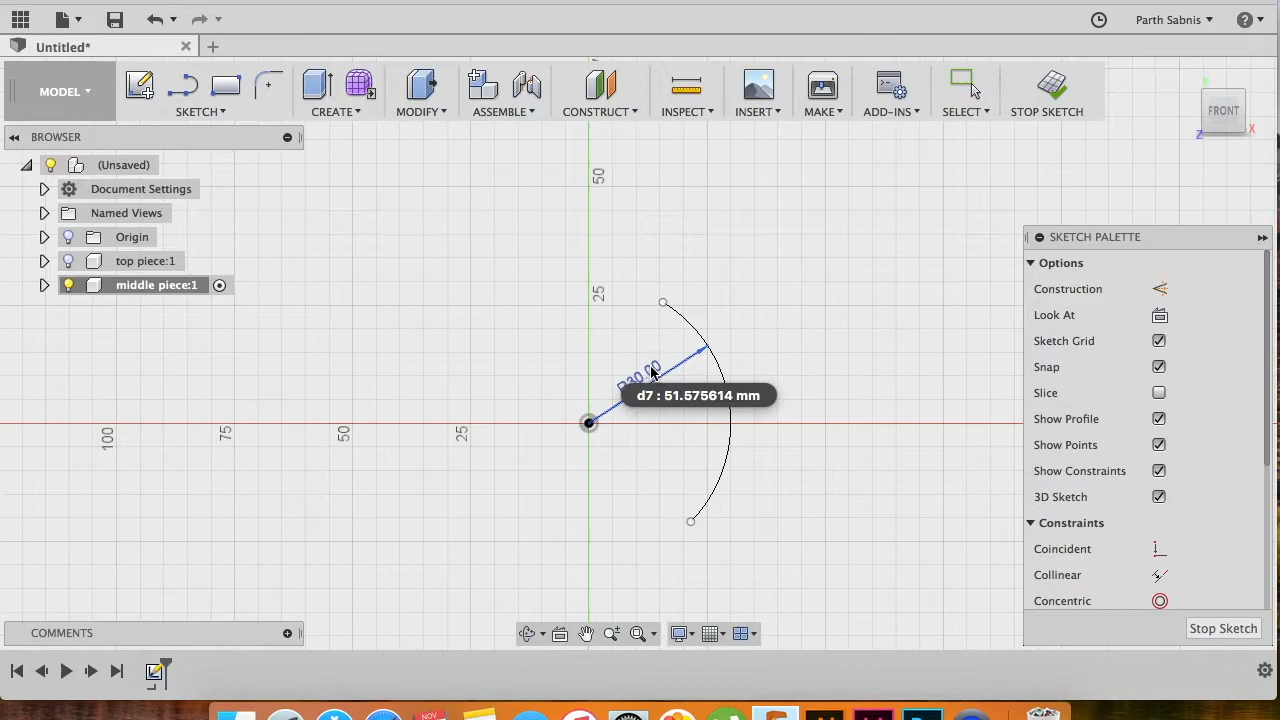 Parth Sabnis
Untitled*
MODEL
SKETCH
CREATE
MODIFY
ASSEMBLE
CONSTRUCT
INSPECT
INSERT
MAKE
ADD-INS
SELECT
STOP SKETCH
FRONT
Y
X
Z
BROWSER
(Unsaved)
Document Settings
Named Views
Origin
top piece:1
middle piece:1
50
25
100
75
50
25
R30.00
d7 : 51.575614 mm
SKETCH PALETTE
Options
Construction
Look At
Sketch Grid
Snap
Slice
Show Profile
Show Points
Show Constraints
3D Sketch
Constraints
Coincident
Collinear
Concentric
Stop Sketch
COMMENTS
NOV